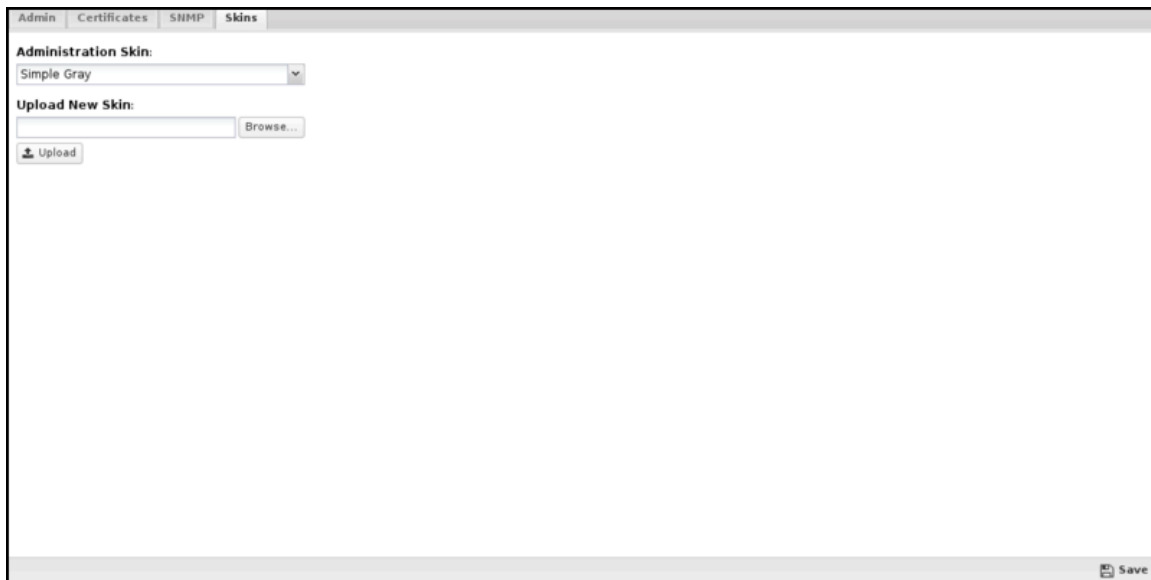 Admin Certificates SNMP Skins
Administration Skin:
Simple Gray
Upload New Skin:
Browse...
Upload
Save